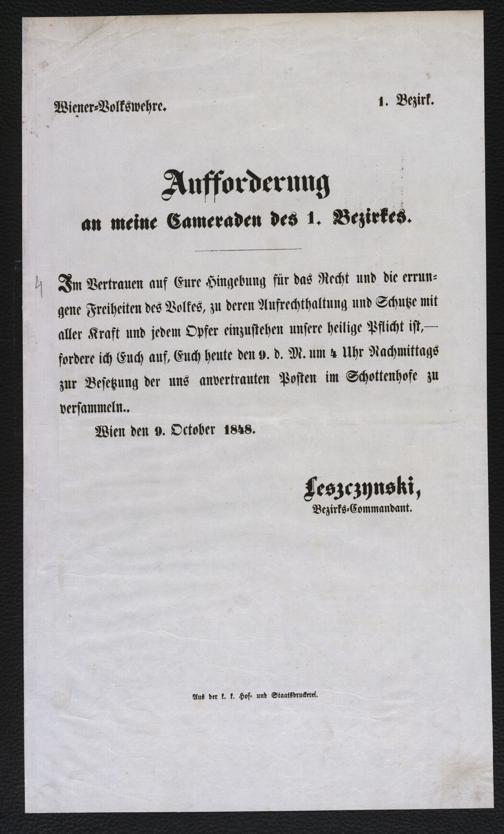 Wiener-Volkswehre.
1. Bezirk.
Aufforderung
an meine Cameraden des 1. Bezirkes.
Im Vertrauen auf Eure Hingebung für das Recht und die errun-
gene Freiheiten des Volkes, zu deren Aufrechthaltung und Schutze mit
aller Kraft und jedem Opfer einzustehen unsere heilige Pflicht ist,—
fordere ich Euch auf, Euch heute den 9. d. M. um 4 Uhr Nachmittags
zur Besetzung der uns anvertrauten Posten im Schottenhofe zu
versammeln..
Wien den 9. October 1848.
Leszczynski,
Bezirks-Commandant.
Aus der k. k. Hof- und Staatsdruckerei.